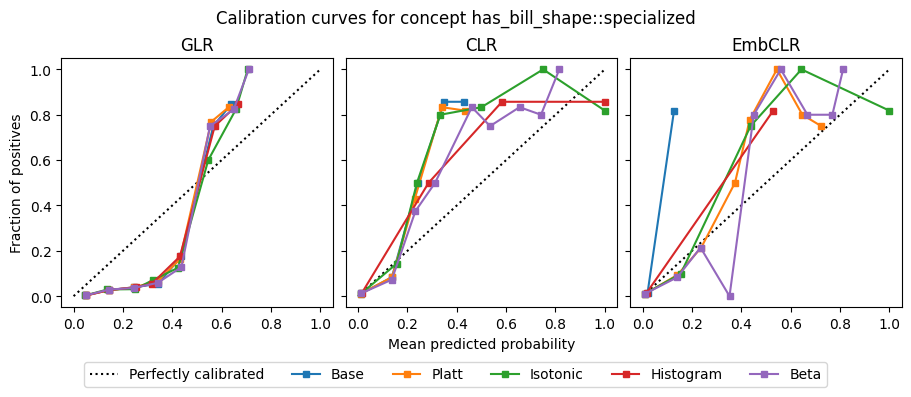 Calibration curves for concept has_bill_shape::specialized
GLR
CLR
EmbCLR
Fraction of positives
1.0
0.8
0.6
0.4
0.2
0.0
0.0 0.2 0.4 0.6 0.8 1.0
0.0 0.2 0.4 0.6 0.8 1.0
0.0 0.2 0.4 0.6 0.8 1.0
Mean predicted probability
Perfectly calibrated Base Platt Isotonic Histogram Beta